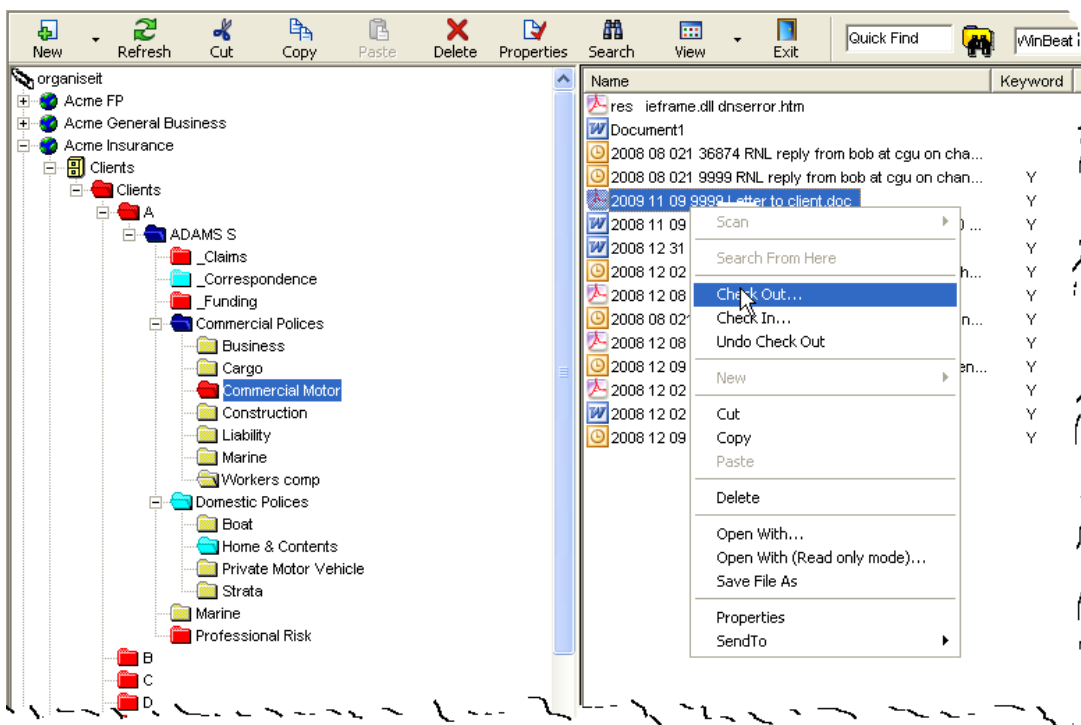 New Refresh Cut Copy Paste Delete Properties Search View Exit Quick Find WinBeat i
organiseit
Acme FP
Acme General Business
Acme Insurance
Clients
Clients
A
ADAMS S
_Claims
_Correspondence
_Funding
Commercial Polices
Business
Cargo
Commercial Motor
Construction
Liability
Marine
Workers comp
Domestic Polices
Boat
Home & Contents
Private Motor Vehicle
Strata
Marine
Professional Risk
B
C
D
Name Keyword
res ieframe.dll dnserror.htm
Document1
2008 08 021 36874 RNL reply from bob at cgu on cha...
2008 08 021 9999 RNL reply from bob at cgu on chan... Y
2009 11 09 9999 Letter to client.doc Y
2008 11 09 ... Y
2008 12 31 Y
2008 12 02 h... Y
2008 12 08 Y
2008 08 021 n... Y
2008 12 08 Y
2008 12 09 en... Y
2008 12 02 Y
2008 12 02 Y
2008 12 09 Y
Scan
Search From Here
Check Out...
Check In...
Undo Check Out
New
Cut
Copy
Paste
Delete
Open With...
Open With (Read only mode)...
Save File As
Properties
SendTo